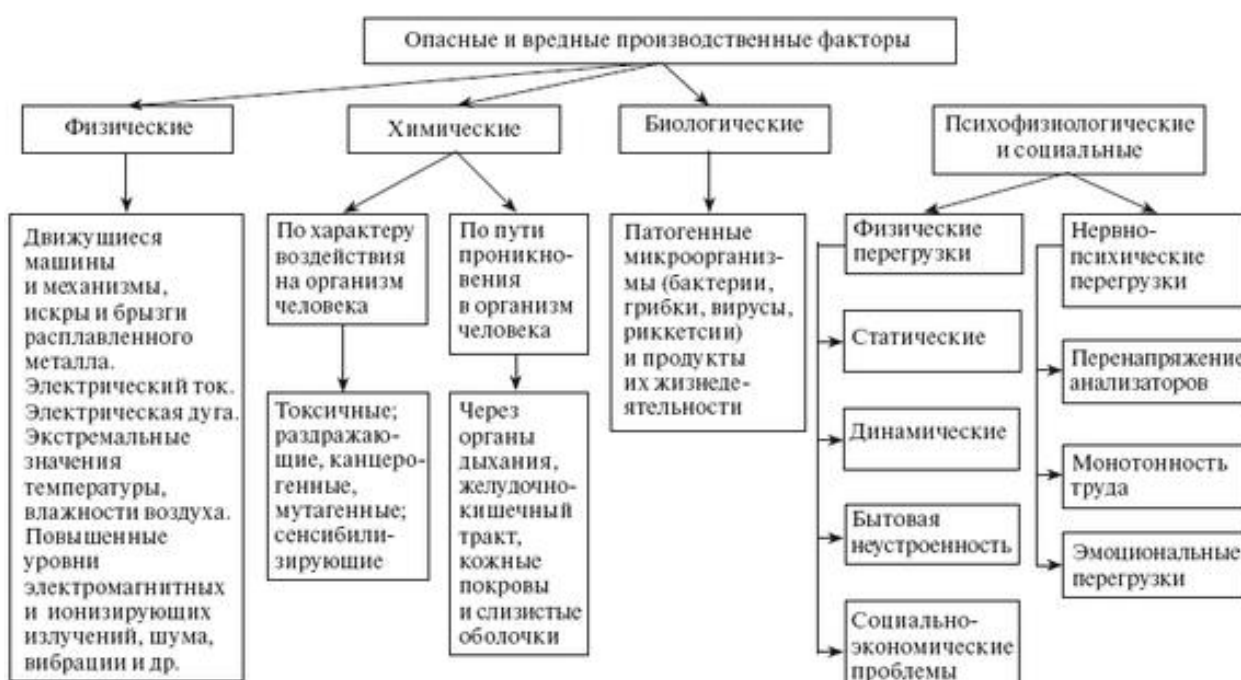 Опасные и вредные производственные факторы
Физические
Химические
Биологические
Психофизиологические
и социальные
Движущиеся
машины
и механизмы,
искры и брызги
расплавленного
металла.
Электрический ток.
Электрическая дуга.
Экстремальные
значения
температуры,
влажности воздуха.
Повышенные
уровни
электромагнитных
и ионизирующих
излучений, шума,
вибрации и др.
По характеру
воздействия
на организм
человека
Токсичные;
раздражаю-
щие, канцеро-
генные,
мутагенные;
сенсибили-
зирующие
По пути
проникно-
вения
в организм
человека
Через
органы
дыхания,
желудочно-
кишечный
тракт,
кожные
покровы
и слизистые
оболочки
Патогенные
микроорганиз-
мы (бактерии,
грибки, вирусы,
риккетсии)
и продукты
их жизнеде-
ятельности
Физические
перегрузки
Статические
Динамические
Бытовая
неустроенность
Социально-
экономические
проблемы
Нервно-
психические
перегрузки
Перенапряжение
анализаторов
Монотонность
труда
Эмоциональные
перегрузки